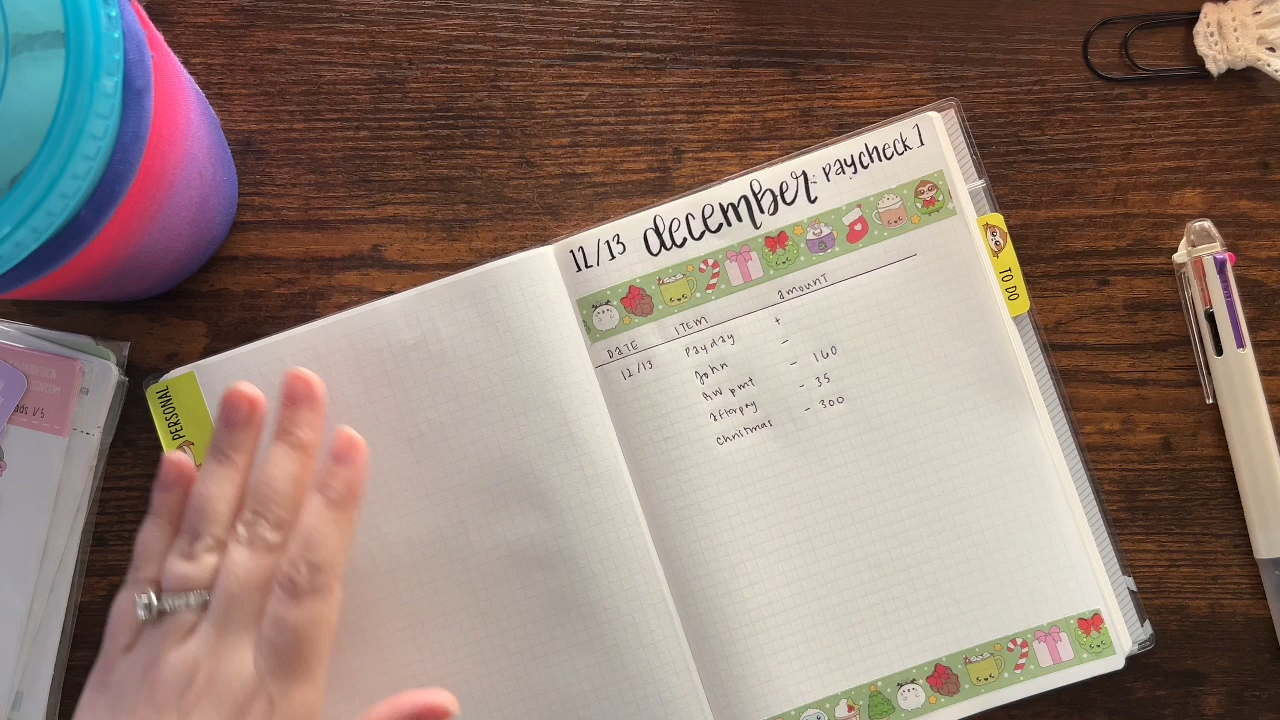 12/13 december: paycheck 1
DATE ITEM amount
12/13 Payday +
John -
AW pmt - 160
afterpay - 35
Christmas - 300
TO DO
PERSONAL